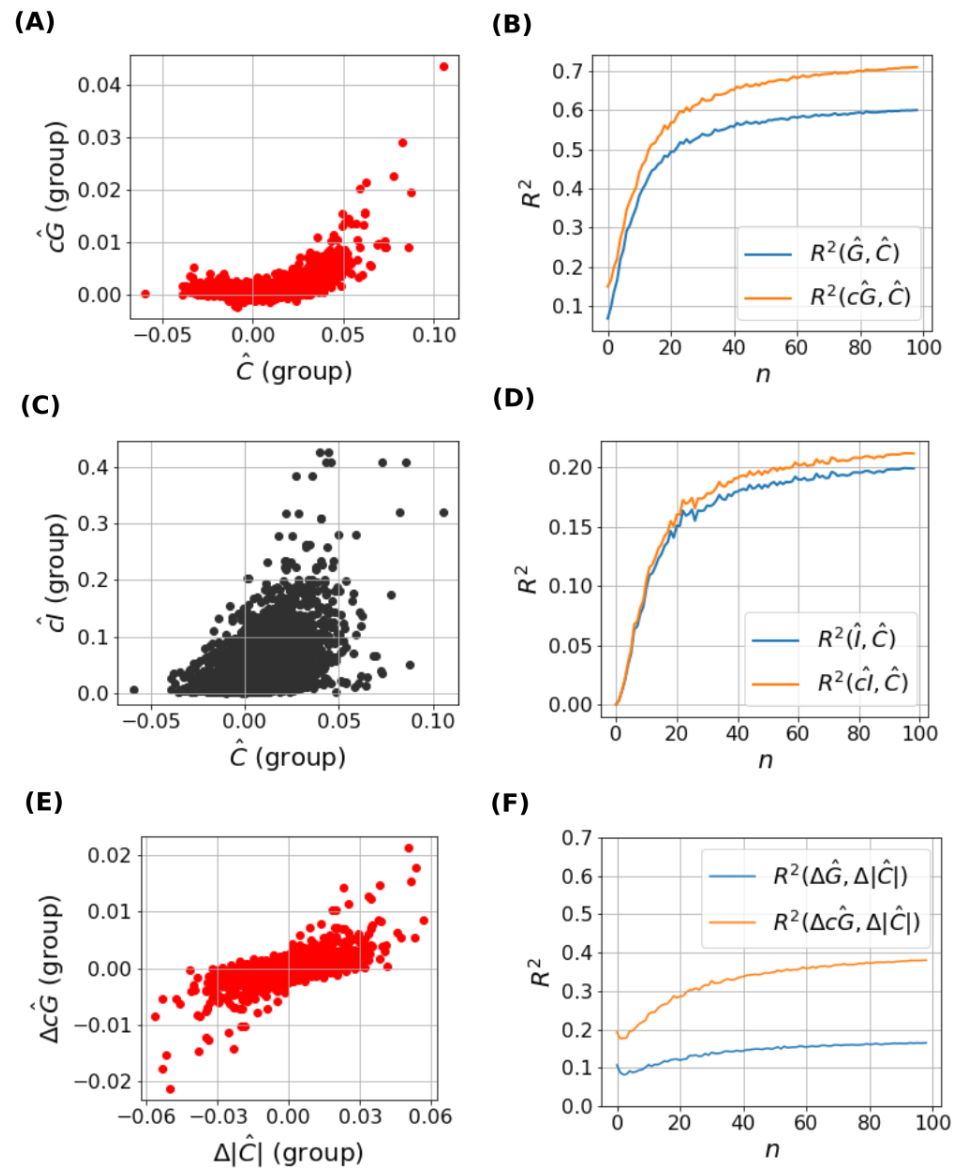 (A)
0.04
0.03
0.02
0.01
0.00
cĜ (group)
−0.05 0.00 0.05 0.10
Ĉ (group)
(B)
0.7
0.6
0.5
0.4
0.3
0.2
0.1
R²
R²(Ĝ, Ĉ)
R²(cĜ, Ĉ)
0 20 40 60 80 100
n
(C)
0.4
0.3
0.2
0.1
0.0
cÎ (group)
−0.05 0.00 0.05 0.10
Ĉ (group)
(D)
0.20
0.15
0.10
0.05
0.00
R²
R²(Î, Ĉ)
R²(cÎ, Ĉ)
0 20 40 60 80 100
n
(E)
0.02
0.01
0.00
−0.01
−0.02
ΔcĜ (group)
−0.06 −0.03 0.00 0.03 0.06
Δ|Ĉ| (group)
(F)
0.7
0.6
0.5
0.4
0.3
0.2
0.1
0.0
R²
R²(ΔĜ, Δ|Ĉ|)
R²(ΔcĜ, Δ|Ĉ|)
0 20 40 60 80 100
n